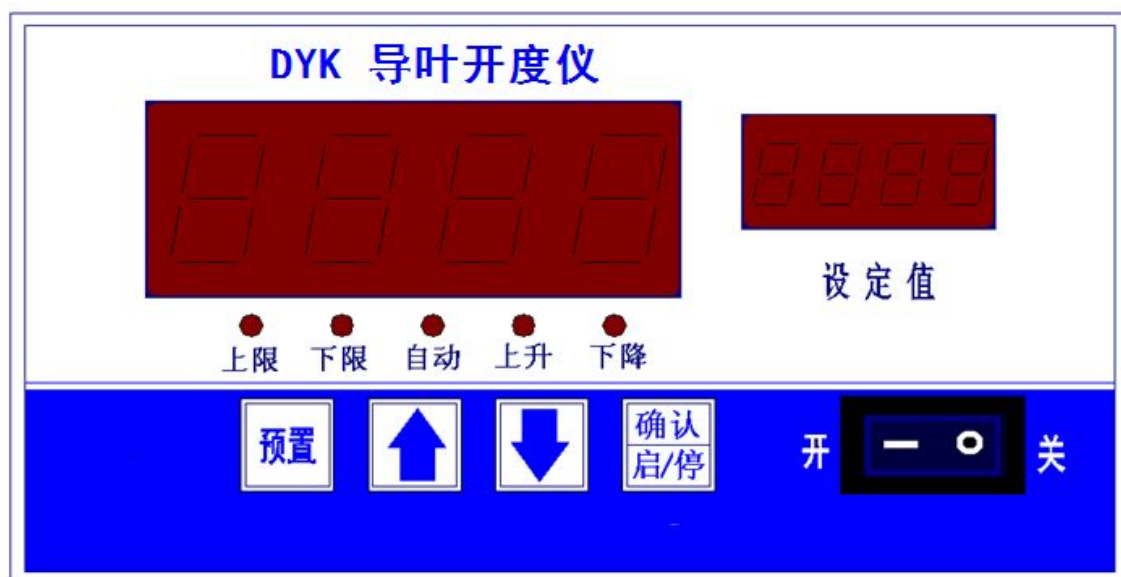 DYK 导叶开度仪
设定值
上限 下限 自动 上升 下降
预置
确认
启/停
开
关